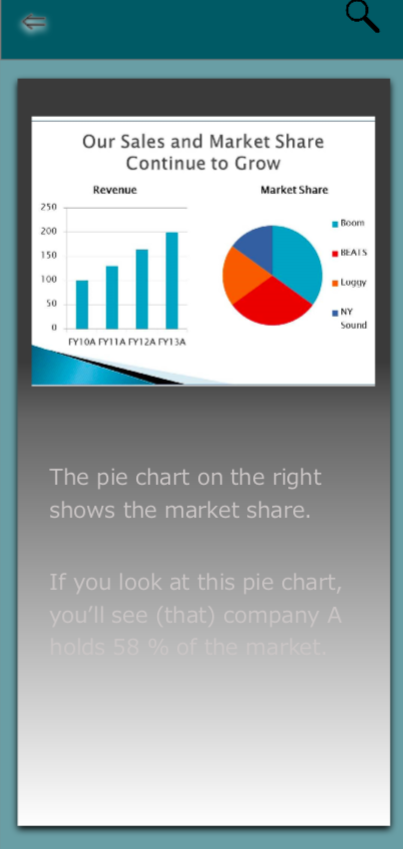 Our Sales and Market Share
Continue to Grow
Revenue
250
200
150
100
50
0
FY10A FY11A FY12A FY13A
Market Share
Boom
BEATS
Luggy
NY
Sound
The pie chart on the right
shows the market share.
If you look at this pie chart,
you’ll see (that) company A
holds 58 % of the market.